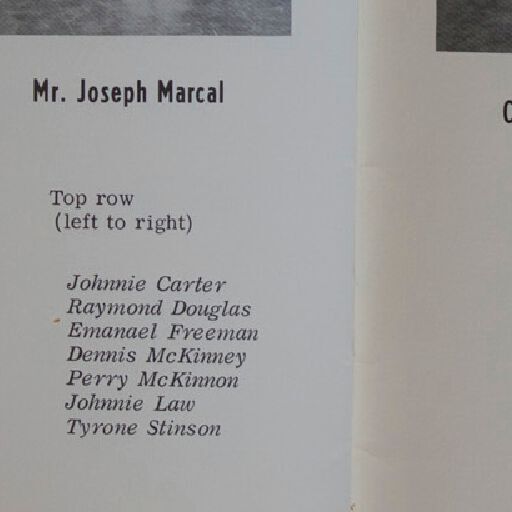 Mr. Joseph Marcal
Top row
(left to right)
Johnnie Carter
Raymond Douglas
Emanael Freeman
Dennis McKinney
Perry McKinnon
Johnnie Law
Tyrone Stinson